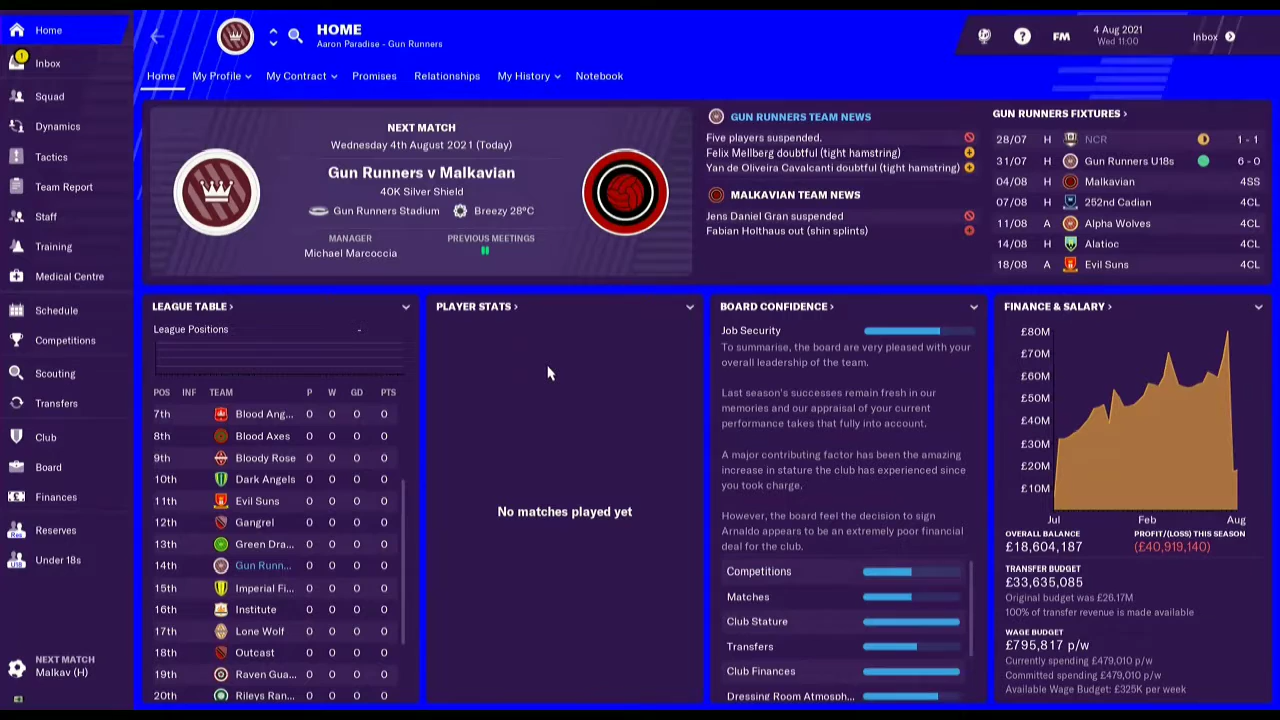 Home
Inbox
1
Squad
Dynamics
Tactics
Team Report
Staff
Training
Medical Centre
Schedule
Competitions
Scouting
Transfers
Club
Board
Finances
Res
Reserves
U18
Under 18s
NEXT MATCH
Malkav (H)
HOME
Aaron Paradise - Gun Runners
?
FM
4 Aug 2021
Wed 11:00
Inbox
Home
My Profile
My Contract
Promises
Relationships
My History
Notebook
NEXT MATCH
Wednesday 4th August 2021 (Today)
Gun Runners v Malkavian
40K Silver Shield
Gun Runners Stadium
Breezy 28°C
MANAGER
Michael Marcoccia
PREVIOUS MEETINGS
GUN RUNNERS TEAM NEWS
Five players suspended.
Felix Mellberg doubtful (tight hamstring)
Yan de Oliveira Cavalcanti doubtful (tight hamstring)
MALKAVIAN TEAM NEWS
Jens Daniel Gran suspended
Fabian Holthaus out (shin splints)
GUN RUNNERS FIXTURES >
28/07 H NCR 1 - 1
31/07 H Gun Runners U18s 6 - 0
04/08 H Malkavian 4SS
07/08 H 252nd Cadian 4CL
11/08 A Alpha Wolves 4CL
14/08 H Alatioc 4CL
18/08 A Evil Suns 4CL
LEAGUE TABLE >
League Positions -
POS INF TEAM P W GD PTS
7th Blood Ang... 0 0 0 0
8th Blood Axes 0 0 0 0
9th Bloody Rose 0 0 0 0
10th Dark Angels 0 0 0 0
11th Evil Suns 0 0 0 0
12th Gangrel 0 0 0 0
13th Green Dra... 0 0 0 0
14th Gun Runn... 0 0 0 0
15th Imperial Fi... 0 0 0 0
16th Institute 0 0 0 0
17th Lone Wolf 0 0 0 0
18th Outcast 0 0 0 0
19th Raven Gua... 0 0 0 0
20th Rileys Ran... 0 0 0 0
PLAYER STATS >
No matches played yet
BOARD CONFIDENCE >
Job Security
To summarise, the board are very pleased with your
overall leadership of the team.
Last season's successes remain fresh in our
memories and our appraisal of your current
performance takes that fully into account.
A major contributing factor has been the amazing
increase in stature the club has experienced since
you took charge.
However, the board feel the decision to sign
Arnaldo appears to be an extremely poor financial
deal for the club.
Competitions
Matches
Club Stature
Transfers
Club Finances
Dressing Room Atmosph...
FINANCE & SALARY >
£80M
£70M
£60M
£50M
£40M
£30M
£20M
£10M
Jul Feb Aug
OVERALL BALANCE
£18,604,187
PROFIT/(LOSS) THIS SEASON
(£40,919,140)
TRANSFER BUDGET
£33,635,085
Original budget was £26.17M
100% of transfer revenue is made available
WAGE BUDGET
£795,817 p/w
Currently spending £479,010 p/w
Committed spending £479,010 p/w
Available Wage Budget: £325K per week